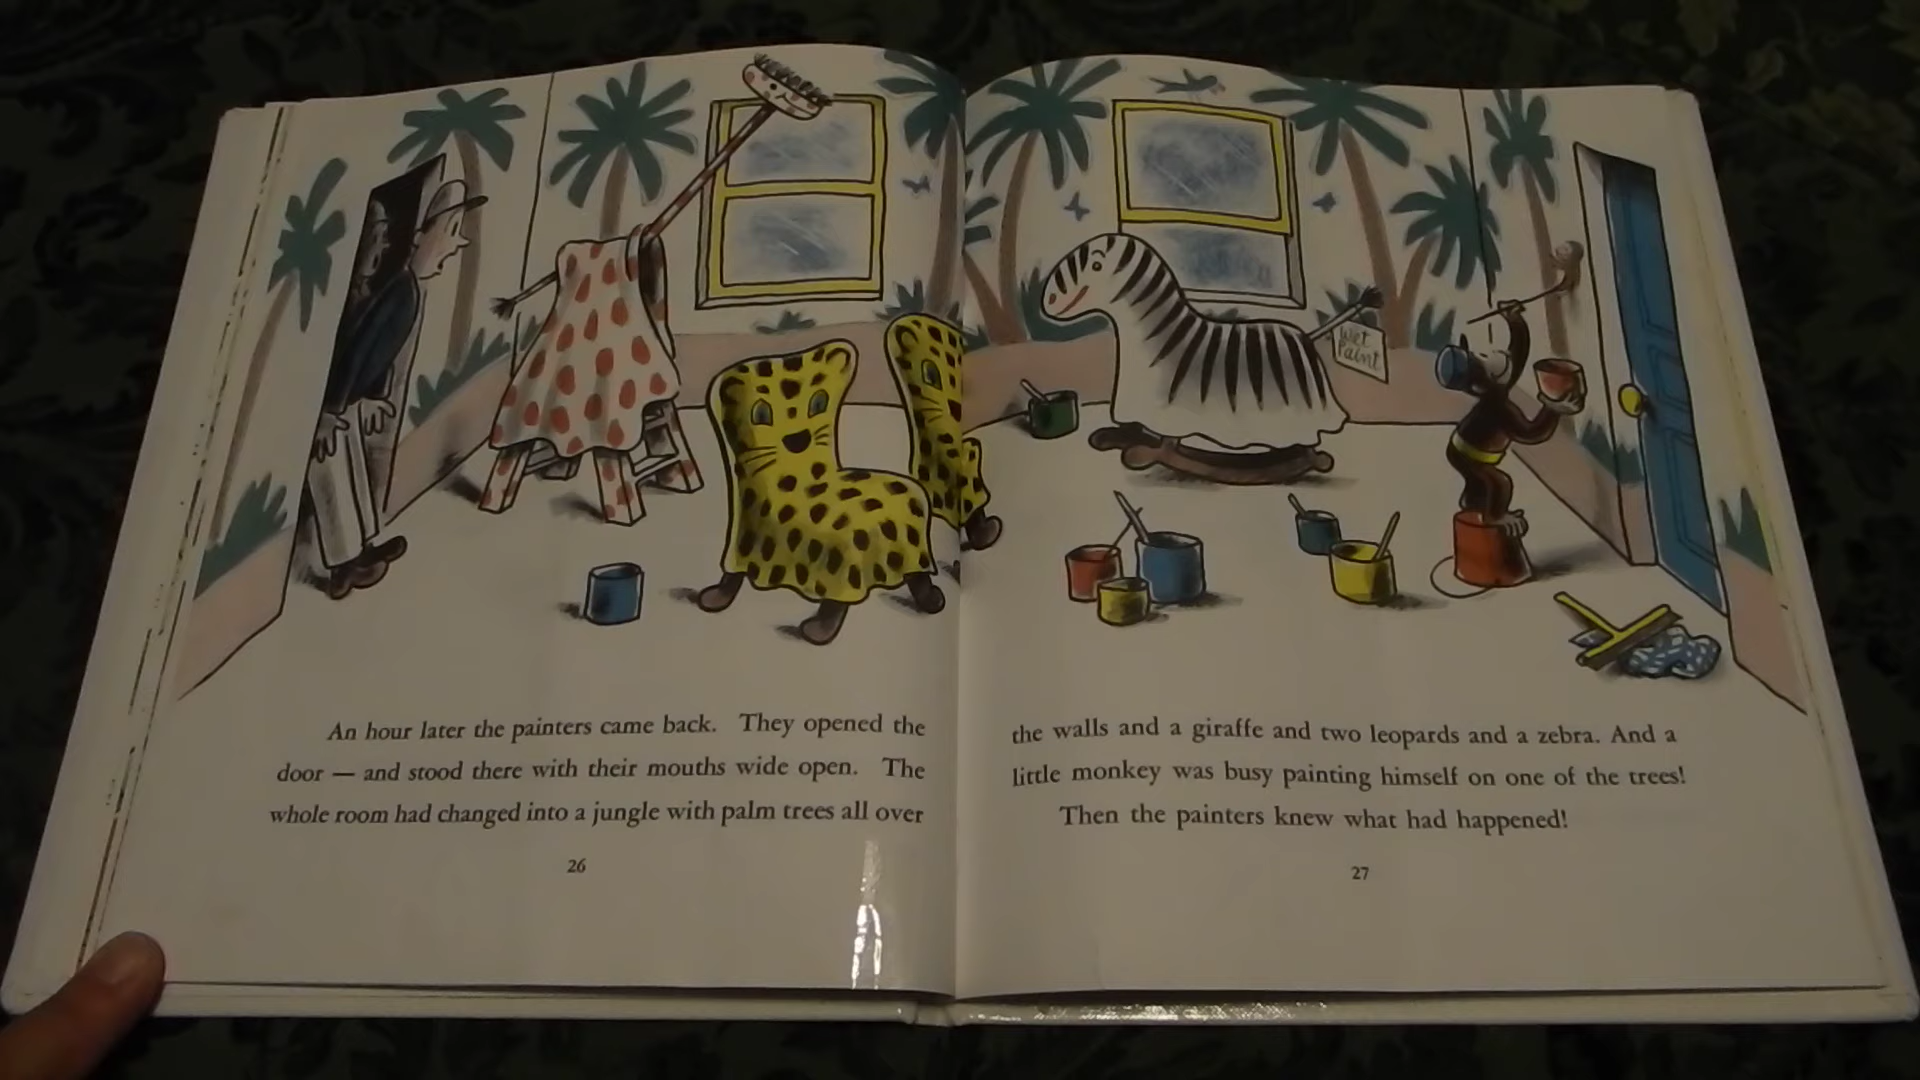 Wet
Paint
An hour later the painters came back. They opened the
door — and stood there with their mouths wide open. The
whole room had changed into a jungle with palm trees all over
26
the walls and a giraffe and two leopards and a zebra. And a
little monkey was busy painting himself on one of the trees!
Then the painters knew what had happened!
27